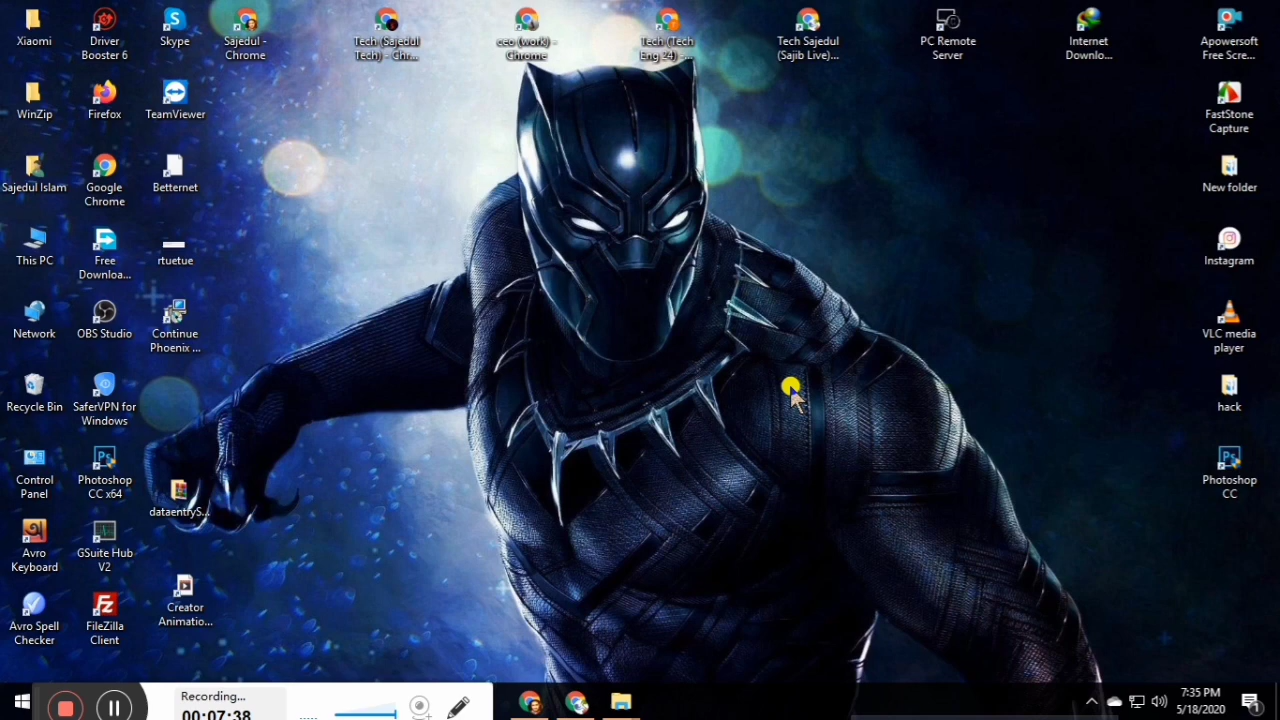 Xiaomi
Driver
Booster 6
Skype
Sajedul -
Chrome
Tech (Sajedul
Tech) - Chr...
ceo (work) -
Chrome
Tech (Tech
Eng 24) -...
Tech Sajedul
(Sajib Live)...
PC Remote
Server
Internet
Downlo...
Apowersoft
Free Scre...
WinZip
Firefox
TeamViewer
FastStone
Capture
Sajedul Islam
Google
Chrome
Betternet
New folder
This PC
Free
Downloa...
rtuetue
Instagram
Network
OBS Studio
Continue
Phoenix ...
VLC media
player
Recycle Bin
SaferVPN for
Windows
hack
Control
Panel
Photoshop
CC x64
dataentryS...
Photoshop
CC
Avro
Keyboard
GSuite Hub
V2
Creator
Animatio...
Avro Spell
Checker
FileZilla
Client
Recording...
00:07:38
7:35 PM
5/18/2020
1